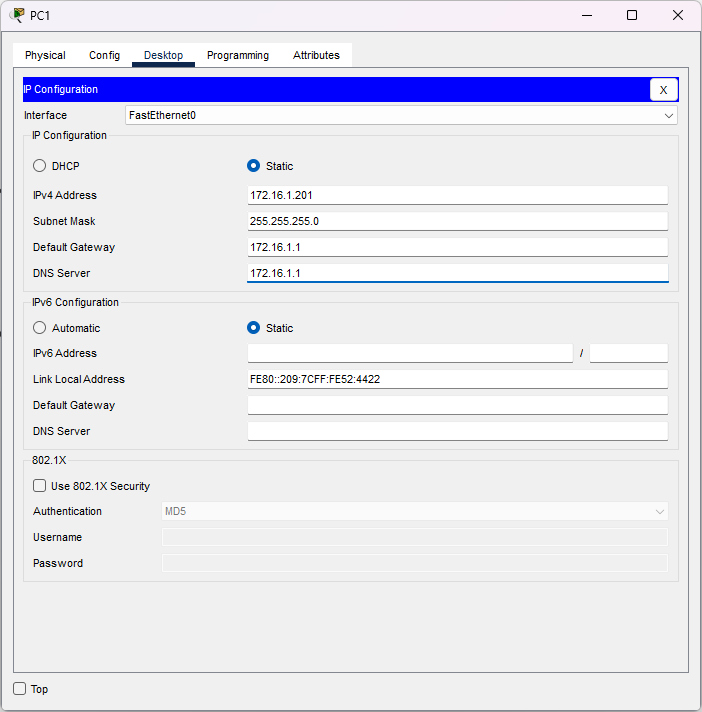 PC1
Physical Config Desktop Programming Attributes
IP Configuration X
Interface FastEthernet0
IP Configuration
DHCP Static
IPv4 Address 172.16.1.201
Subnet Mask 255.255.255.0
Default Gateway 172.16.1.1
DNS Server 172.16.1.1
IPv6 Configuration
Automatic Static
IPv6 Address /
Link Local Address FE80::209:7CFF:FE52:4422
Default Gateway
DNS Server
802.1X
Use 802.1X Security
Authentication MD5
Username
Password
Top